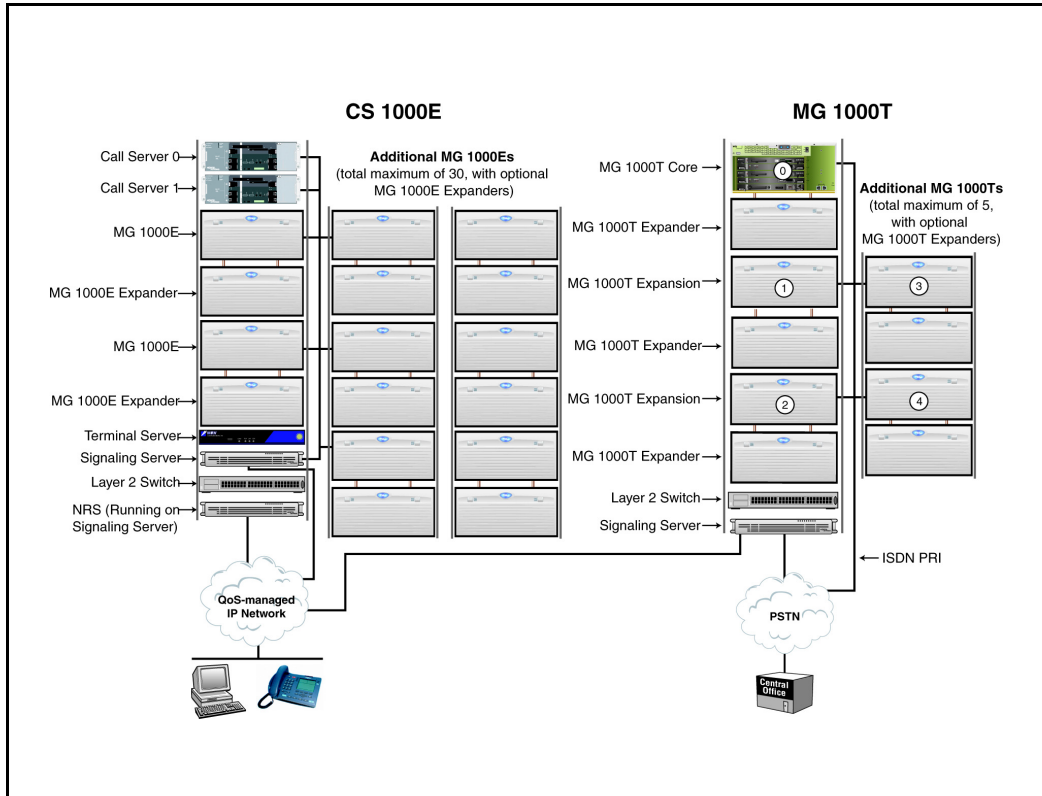 CS 1000E
MG 1000T
Call Server 0
Call Server 1
MG 1000E
MG 1000E Expander
MG 1000E
MG 1000E Expander
Terminal Server
Signaling Server
Layer 2 Switch
NRS (Running on
Signaling Server)
Additional MG 1000Es
(total maximum of 30, with optional
MG 1000E Expanders)
QoS-managed
IP Network
MG 1000T Core
MG 1000T Expander
MG 1000T Expansion
MG 1000T Expander
MG 1000T Expansion
MG 1000T Expander
Layer 2 Switch
Signaling Server
0
1
2
Additional MG 1000Ts
(total maximum of 5,
with optional
MG 1000T Expanders)
3
4
ISDN PRI
PSTN
Central
Office